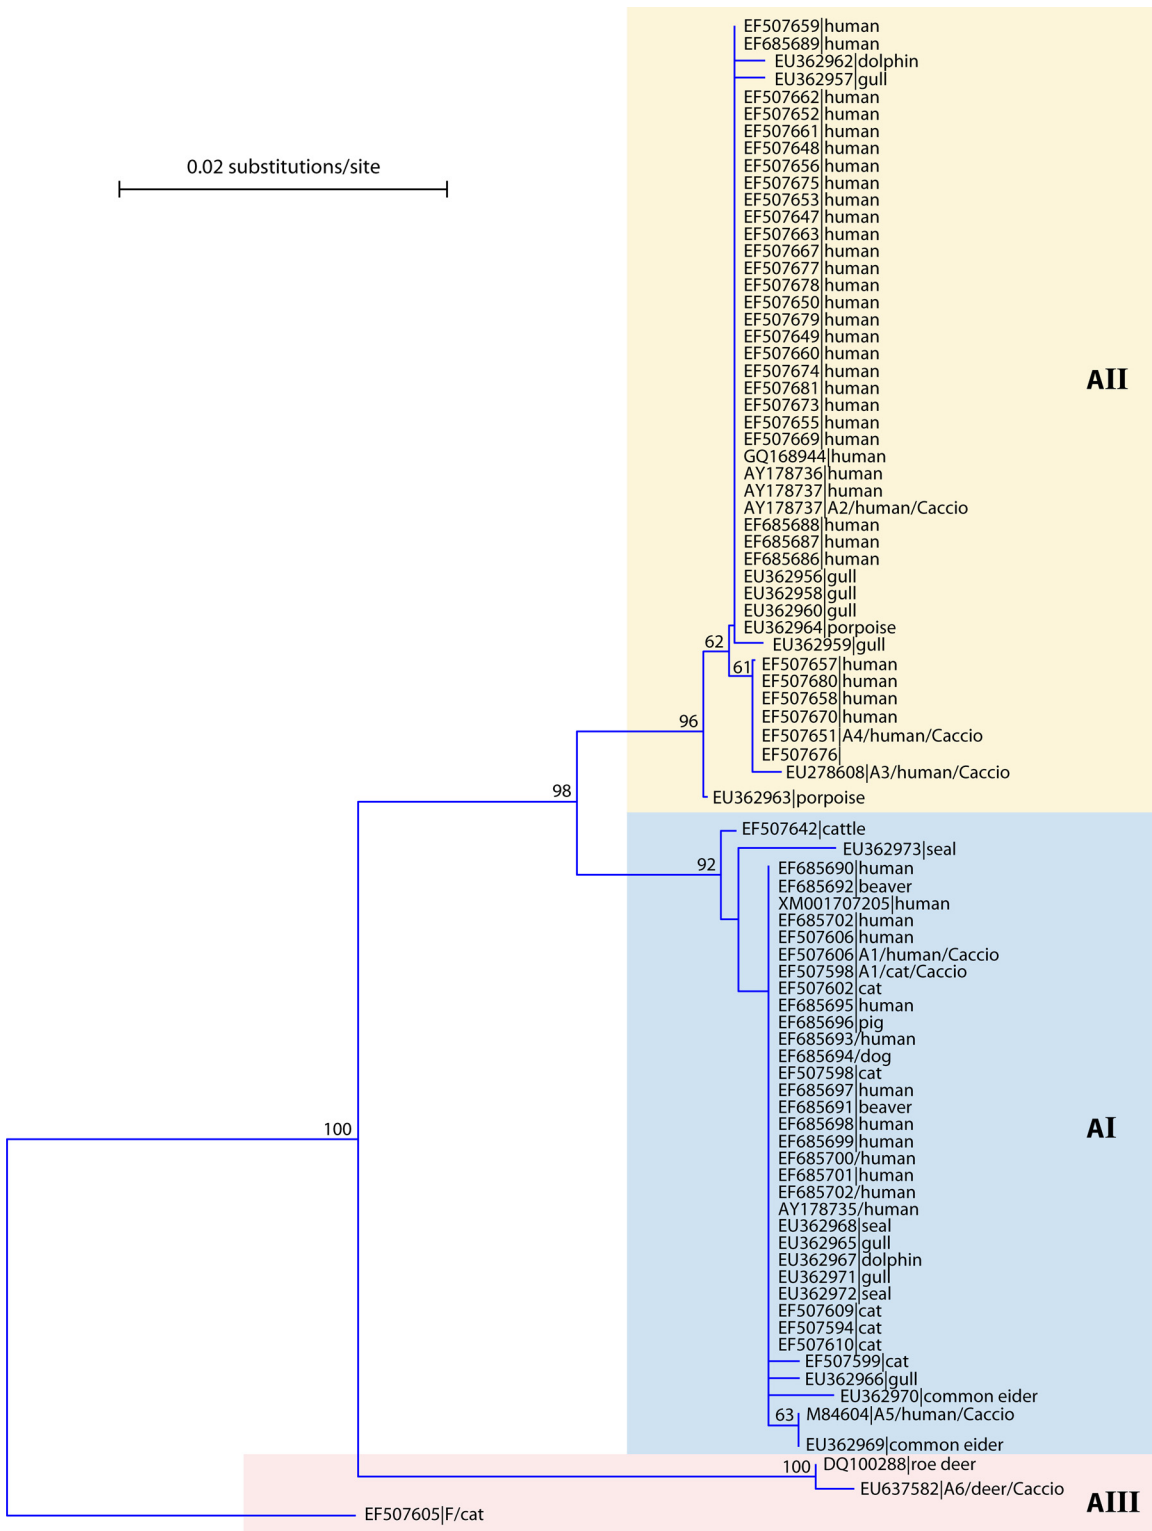 EF507659|human
EF685689|human
EU362962|dolphin
EU362957|gull
EF507662|human
EF507652|human
EF507661|human
0.02 substitutions/site
EF507648|human
EF507656|human
EF507675|human
EF507653|human
EF507647|human
EF507663|human
EF507667|human
EF507677|human
EF507678|human
EF507650|human
EF507679|human
EF507649|human
EF507660|human
EF507674|human
AII
EF507681|human
EF507673|human
EF507655|human
EF507669|human
GQ168944|human
AY178736|human
AY178737|human
AY178737|A2/human/Caccio
EF685688|human
EF685687|human
EF685686|human
EU362956|gull
EU362958|gull
EU362960|gull
EU362964|porpoise
62
EU362959|gull
61
EF507657|human
EF507680|human
EF507658|human
EF507670|human
96
EF507651|A4/human/Caccio
EF507676|
EU278608|A3/human/Caccio
98
EU362963|porpoise
EF507642|cattle
EU362973|seal
92
EF685690|human
EF685692|beaver
XM001707205|human
EF685702|human
EF507606|human
EF507606|A1/human/Caccio
EF507598|A1/cat/Caccio
EF507602|cat
EF685695|human
EF685696|pig
EF685693/human
EF685694/dog
EF507598|cat
EF685697|human
EF685691|beaver
EF685698|human
AI
100
EF685699|human
EF685700/human
EF685701|human
EF685702/human
AY178735/human
EU362968|seal
EU362965|gull
EU362967|dolphin
EU362971|gull
EU362972|seal
EF507609|cat
EF507594|cat
EF507610|cat
EF507599|cat
EU362966|gull
EU362970|common eider
63
M84604|A5/human/Caccio
EU362969|common eider
100
DQ100288|roe deer
EU637582|A6/deer/Caccio
AIII
EF507605|F/cat